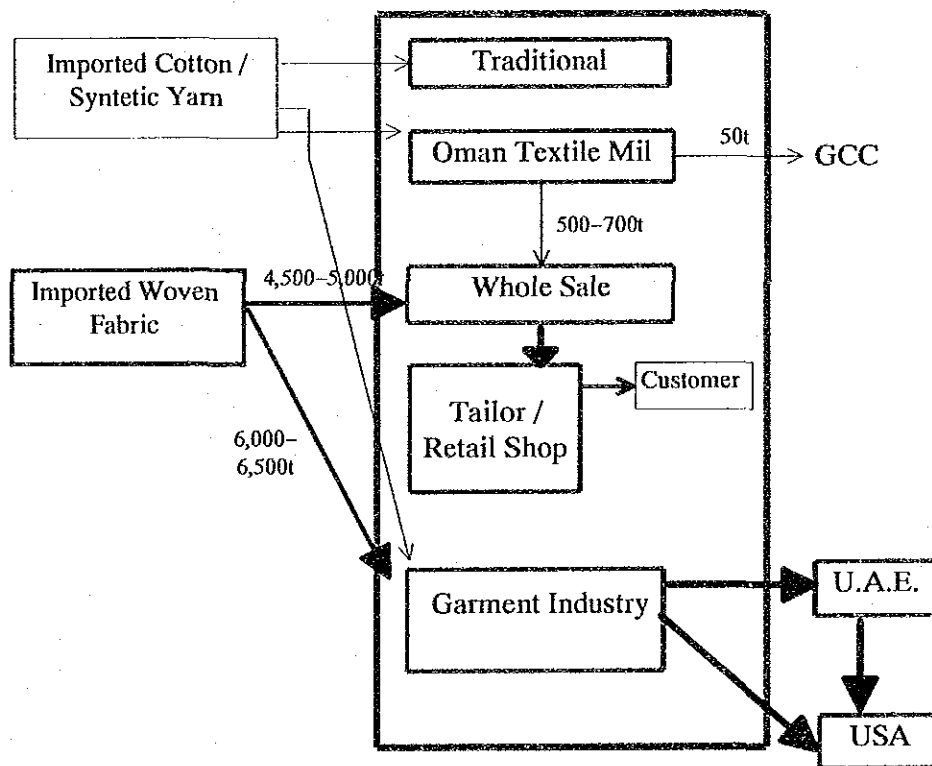 Imported Cotton /
Syntetic Yarn
Traditional
Oman Textile Mil
50t
GCC
500–700t
Imported Woven
Fabric
4,500–5,000t
Whole Sale
Customer
Tailor /
Retail Shop
6,000–
6,500t
Garment Industry
U.A.E.
USA